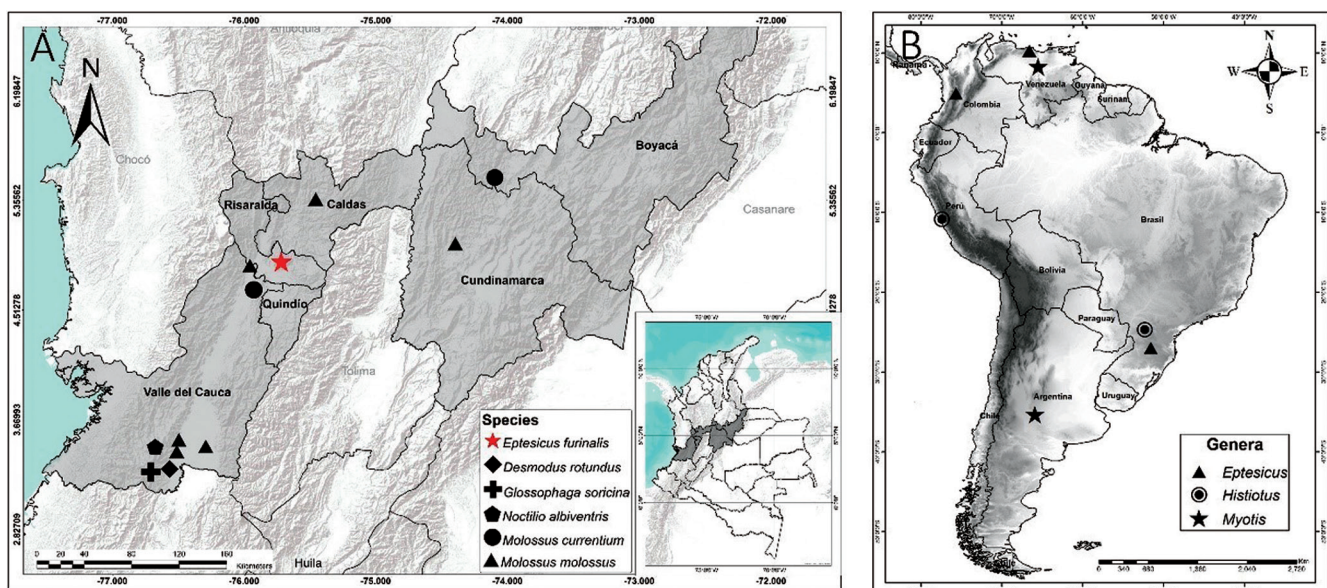 A
-77.000
-76.000
-75.000
-74.000
-73.000
-72.000
N
Antioquia
Santander
6.19847
6.19847
Chocó
Boyacá
5.35562
Risaralda
Caldas
5.35562
Casanare
Cundinamarca
4.51278
Quindío
Tolima
Valle del Cauca
3.66993
2.82709
Huila
Species
Eptesicus furinalis
Desmodus rotundus
Glossophaga soricina
Noctilio albiventris
Molossus currentium
Molossus molossus
0 20 40 80 120 160
Kilometers
-77.000
-76.000
-75.000
-74.000
-73.000
-72.000
B
N
W E
S
Panamá
Venezuela
Guyana
Surinam
Colombia
Ecuador
Perú
Brasil
Bolivia
Paraguay
Chile
Argentina
Uruguay
Genera
Eptesicus
Histiotus
Myotis
Km